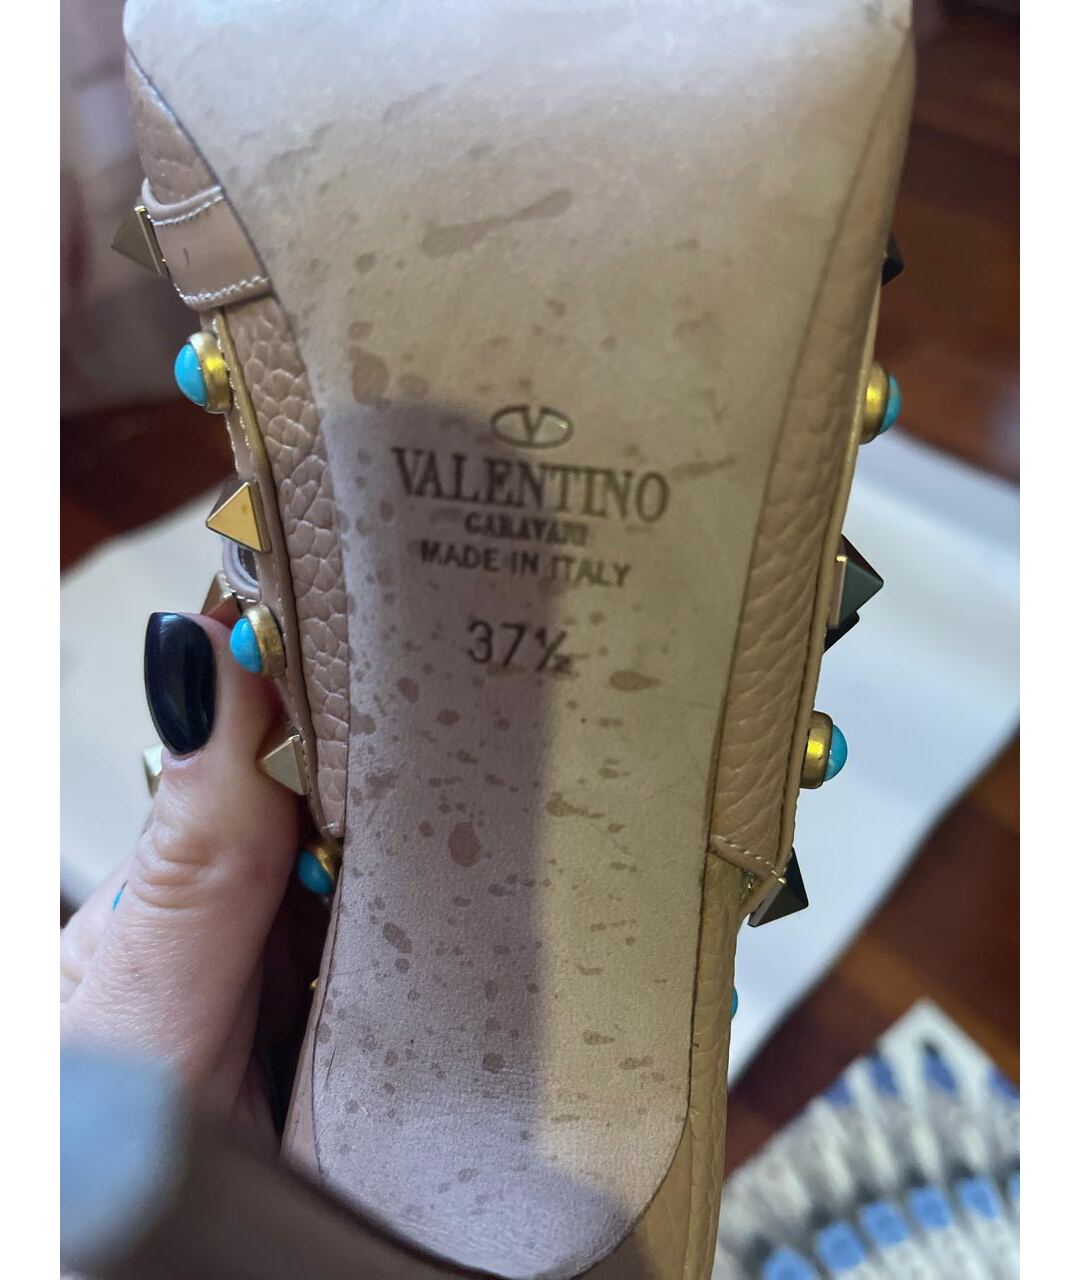 V
VALENTINO
GARAVANI
MADE IN ITALY
37½